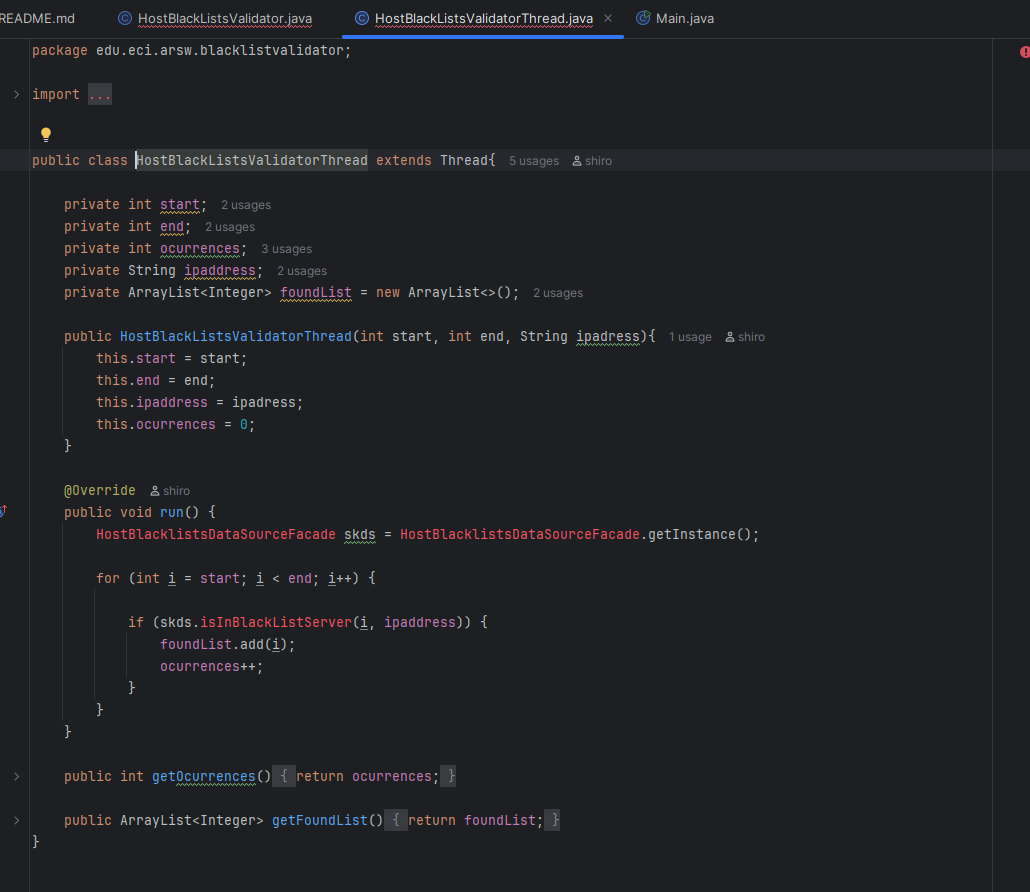 README.md HostBlackListsValidator.java HostBlackListsValidatorThread.java Main.java
package edu.eci.arsw.blacklistvalidator;
import ...
public class HostBlackListsValidatorThread extends Thread{ 5 usages shiro
private int start; 2 usages
private int end; 2 usages
private int ocurrences; 3 usages
private String ipaddress; 2 usages
private ArrayList<Integer> foundList = new ArrayList<>(); 2 usages
public HostBlackListsValidatorThread(int start, int end, String ipadress){ 1 usage shiro
this.start = start;
this.end = end;
this.ipaddress = ipadress;
this.ocurrences = 0;
}
@Override shiro
public void run() {
HostBlacklistsDataSourceFacade skds = HostBlacklistsDataSourceFacade.getInstance();
for (int i = start; i < end; i++) {
if (skds.isInBlackListServer(i, ipaddress)) {
foundList.add(i);
ocurrences++;
}
}
}
public int getOcurrences() { return ocurrences; }
public ArrayList<Integer> getFoundList() { return foundList; }
}